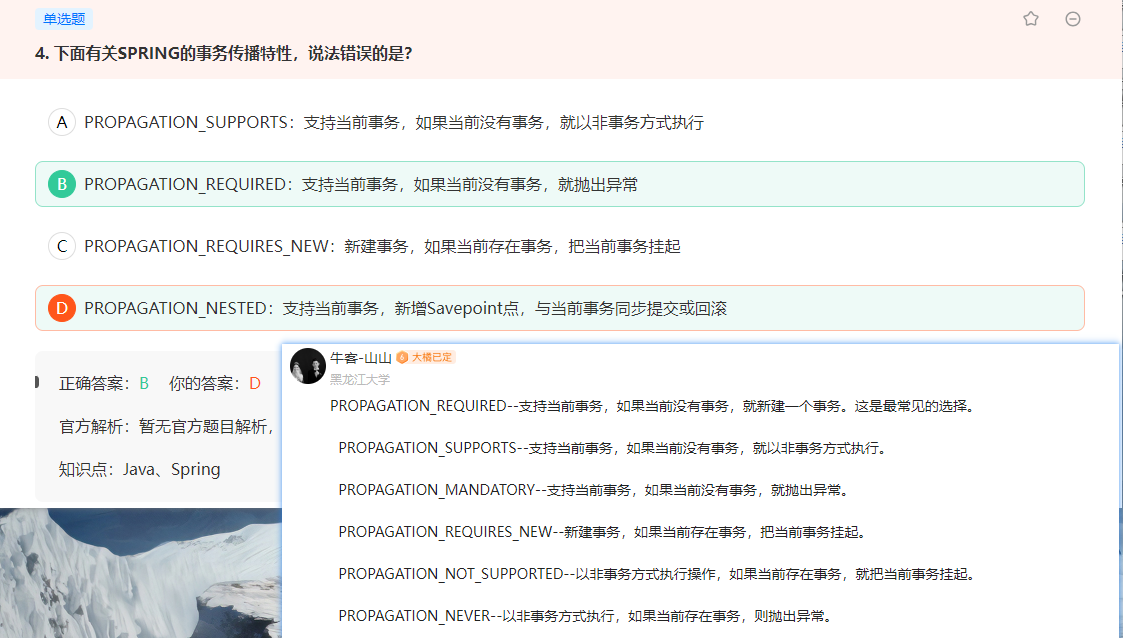 单选题
4. 下面有关SPRING的事务传播特性，说法错误的是?
A PROPAGATION_SUPPORTS：支持当前事务，如果当前没有事务，就以非事务方式执行
B PROPAGATION_REQUIRED：支持当前事务，如果当前没有事务，就抛出异常
C PROPAGATION_REQUIRES_NEW：新建事务，如果当前存在事务，把当前事务挂起
D PROPAGATION_NESTED：支持当前事务，新增Savepoint点，与当前事务同步提交或回滚
正确答案：B 你的答案：D
官方解析：暂无官方题目解析，
知识点：Java、Spring
牛客-山山 6 大橘已定
黑龙江大学
PROPAGATION_REQUIRED--支持当前事务，如果当前没有事务，就新建一个事务。这是最常见的选择。
PROPAGATION_SUPPORTS--支持当前事务，如果当前没有事务，就以非事务方式执行。
PROPAGATION_MANDATORY--支持当前事务，如果当前没有事务，就抛出异常。
PROPAGATION_REQUIRES_NEW--新建事务，如果当前存在事务，把当前事务挂起。
PROPAGATION_NOT_SUPPORTED--以非事务方式执行操作，如果当前存在事务，就把当前事务挂起。
PROPAGATION_NEVER--以非事务方式执行，如果当前存在事务，则抛出异常。